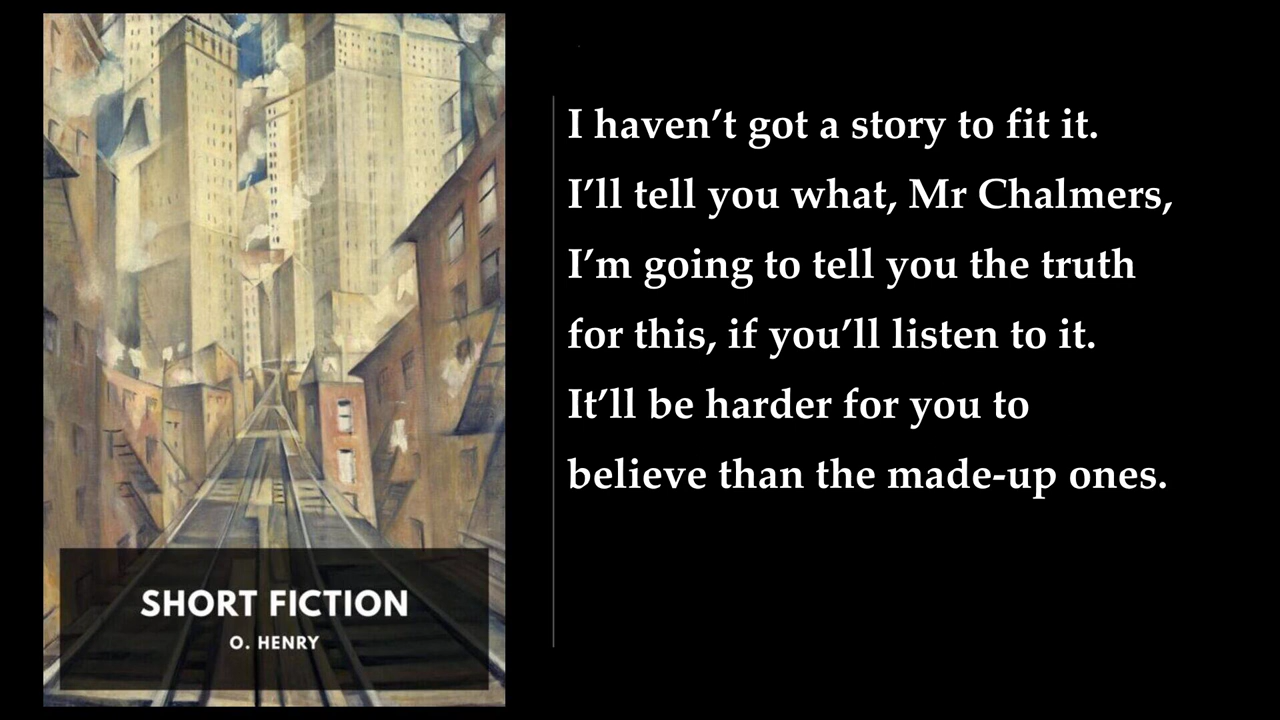 SHORT FICTION
O. HENRY
I haven’t got a story to fit it.
I’ll tell you what, Mr Chalmers,
I’m going to tell you the truth
for this, if you’ll listen to it.
It’ll be harder for you to
believe than the made-up ones.